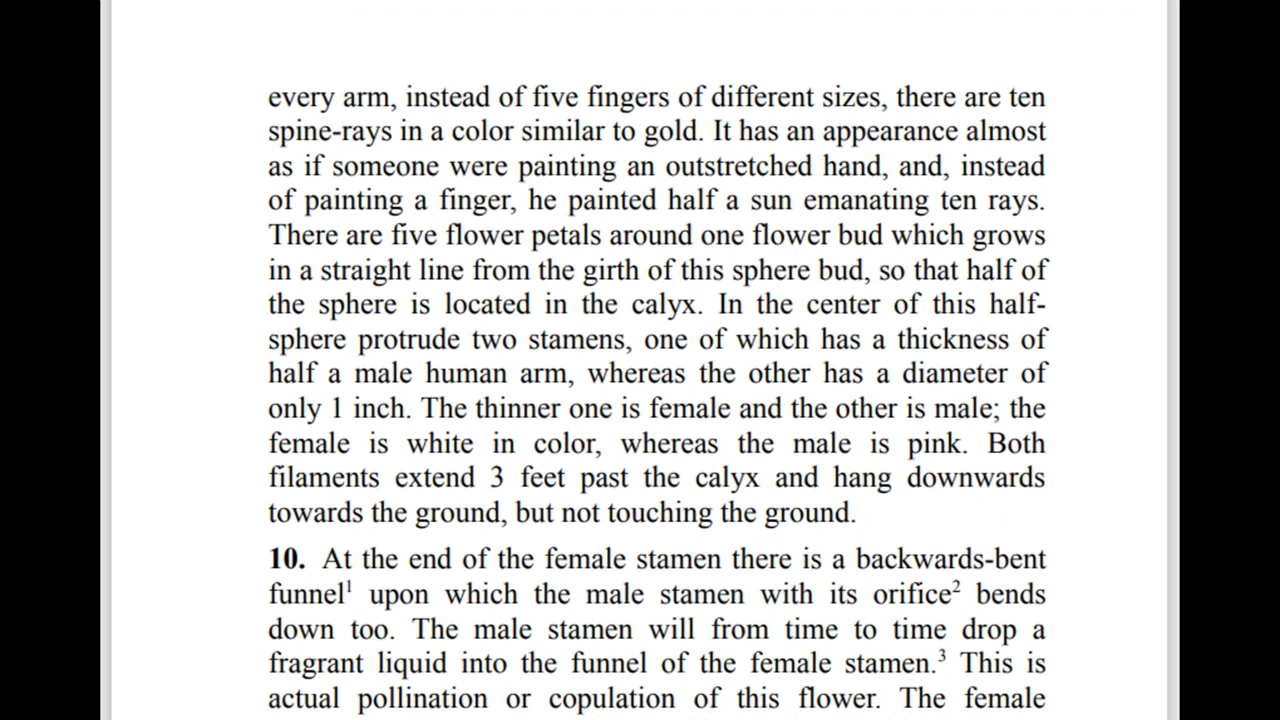 every arm, instead of five fingers of different sizes, there are ten
spine-rays in a color similar to gold. It has an appearance almost
as if someone were painting an outstretched hand, and, instead
of painting a finger, he painted half a sun emanating ten rays.
There are five flower petals around one flower bud which grows
in a straight line from the girth of this sphere bud, so that half of
the sphere is located in the calyx. In the center of this half-
sphere protrude two stamens, one of which has a thickness of
half a male human arm, whereas the other has a diameter of
only 1 inch. The thinner one is female and the other is male; the
female is white in color, whereas the male is pink. Both
filaments extend 3 feet past the calyx and hang downwards
towards the ground, but not touching the ground.
10. At the end of the female stamen there is a backwards-bent
funnel¹ upon which the male stamen with its orifice² bends
down too. The male stamen will from time to time drop a
fragrant liquid into the funnel of the female stamen.³ This is
actual pollination or copulation of this flower. The female